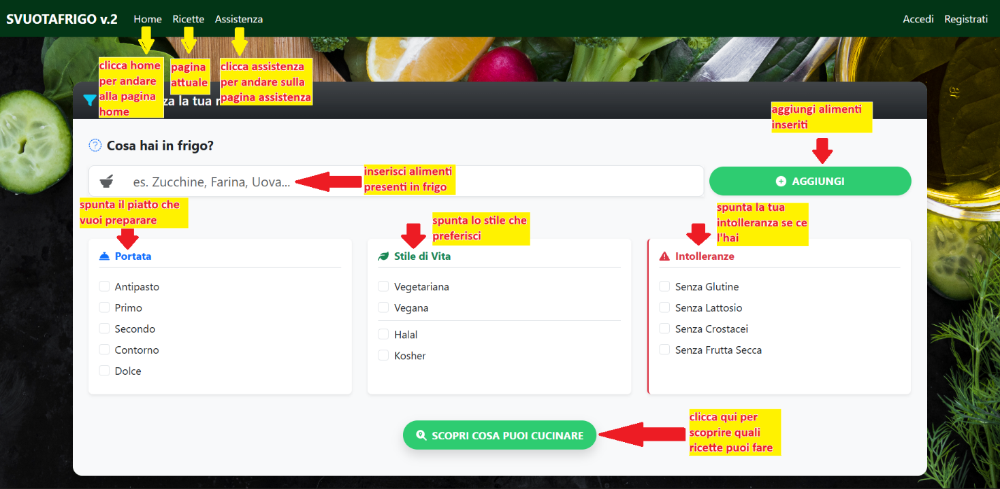 SVUOTAFRIGO v.2 Home Ricette Assistenza Accedi Registrati
clicca home
per andare
alla pagina
home
pagina
attuale
clicca assistenza
per andare sulla
pagina assistenza
za la tua
aggiungi alimenti
inseriti
Cosa hai in frigo?
es. Zucchine, Farina, Uova...
inserisci alimenti
presenti in frigo
AGGIUNGI
spunta il piatto che
vuoi preparare
spunta lo stile che
preferisci
spunta la tua
intolleranza se ce
l'hai
Portata
Antipasto
Primo
Secondo
Contorno
Dolce
Stile di Vita
Vegetariana
Vegana
Halal
Kosher
Intolleranze
Senza Glutine
Senza Lattosio
Senza Crostacei
Senza Frutta Secca
SCOPRI COSA PUOI CUCINARE
clicca qui per
scoprire quali
ricette puoi fare